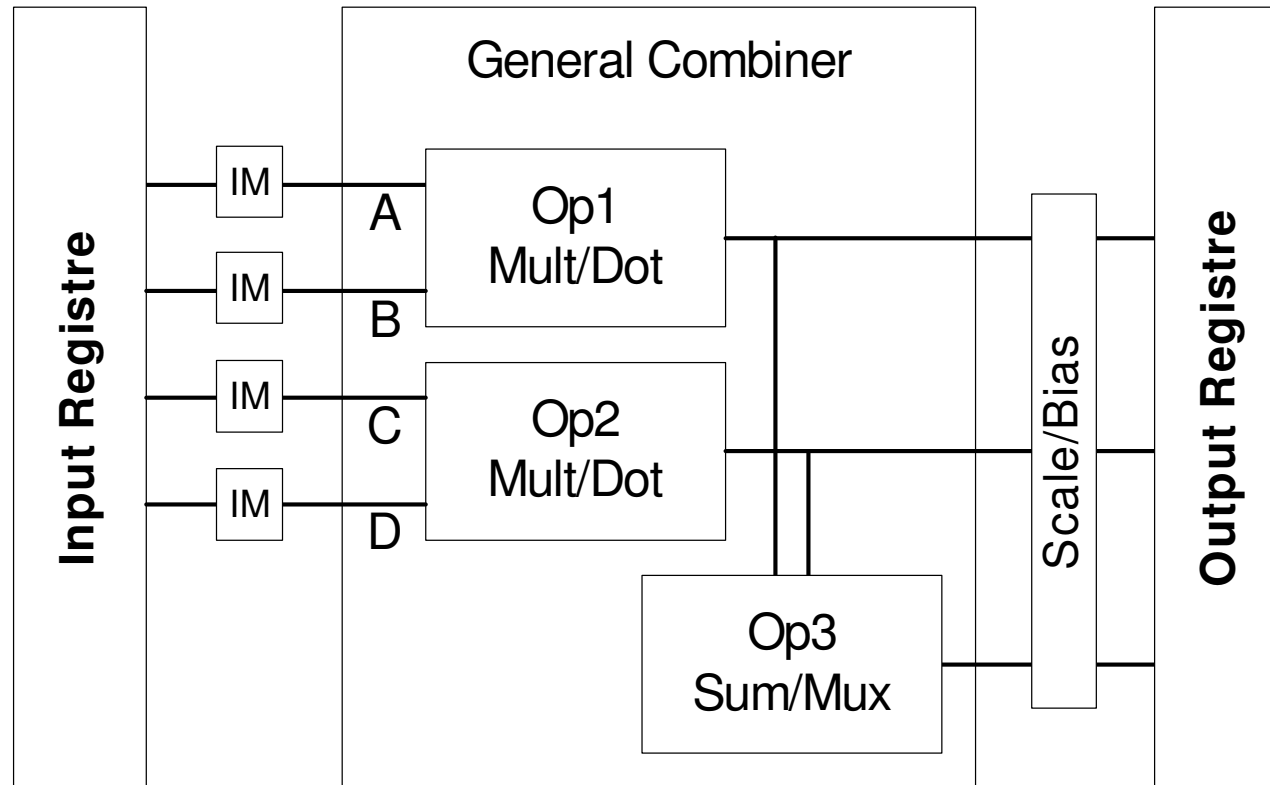 General Combiner
Input Registre
IM
A
IM
B
IM
C
IM
D
Op1
Mult/Dot
Op2
Mult/Dot
Op3
Sum/Mux
Scale/Bias
Output Registre